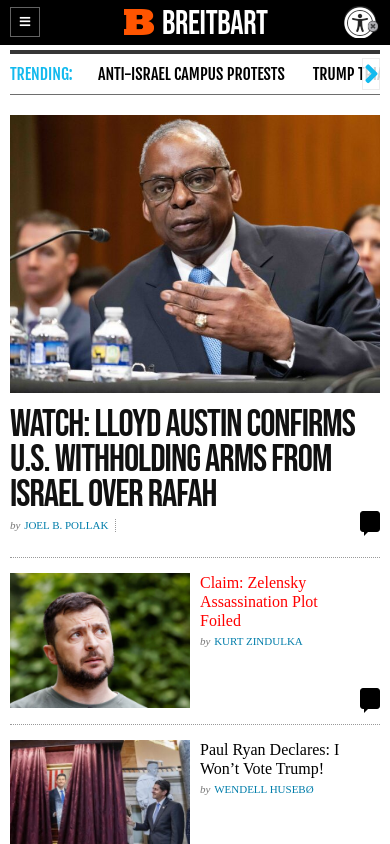 BREITBART
TRENDING:
ANTI-ISRAEL CAMPUS PROTESTS
TRUMP
WATCH: LLOYD AUSTIN CONFIRMS
U.S. WITHHOLDING ARMS FROM
ISRAEL OVER RAFAH
by JOEL B. POLLAK
Claim: Zelensky
Assassination Plot
Foiled
by KURT ZINDULKA
Paul Ryan Declares: I
Won’t Vote Trump!
by WENDELL HUSEBØ